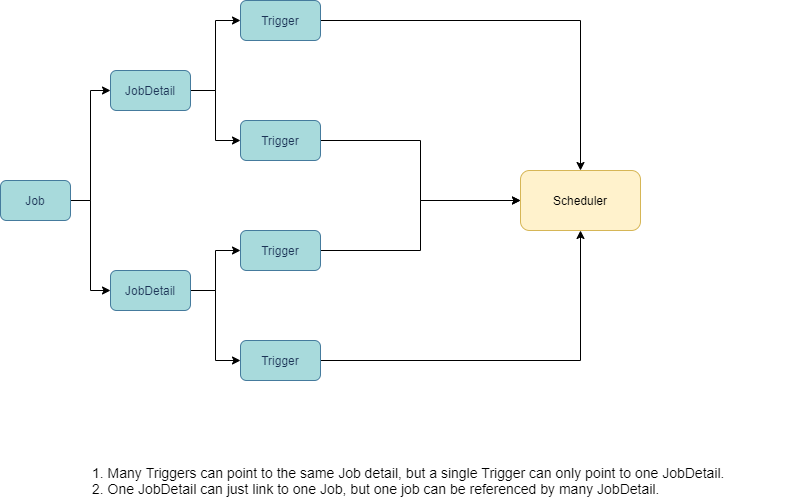 Trigger
JobDetail
Trigger
Job
Scheduler
Trigger
JobDetail
Trigger
1. Many Triggers can point to the same Job detail, but a single Trigger can only point to one JobDetail.
2. One JobDetail can just link to one Job, but one job can be referenced by many JobDetail.